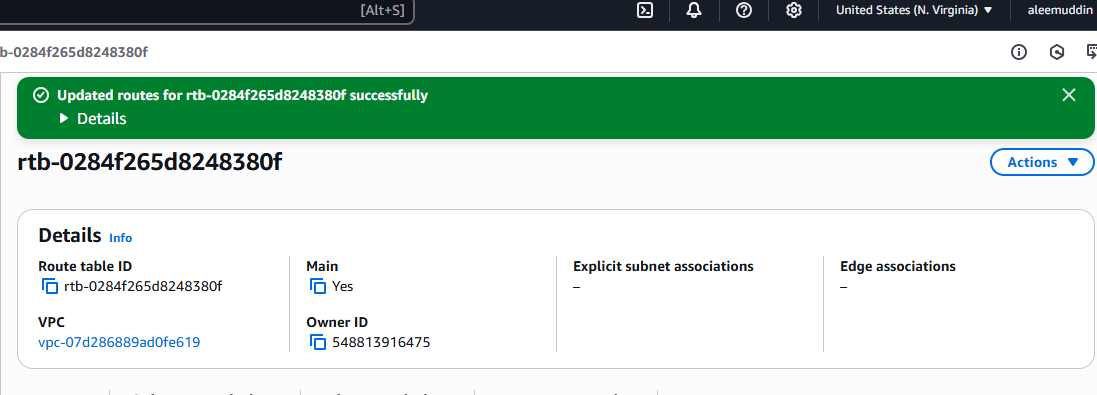 [Alt+S]
United States (N. Virginia)
aleemuddin
b-0284f265d8248380f
Updated routes for rtb-0284f265d8248380f successfully
Details
rtb-0284f265d8248380f
Actions
Details Info
Route table ID
rtb-0284f265d8248380f
Main
Yes
Explicit subnet associations
–
Edge associations
–
VPC
vpc-07d286889ad0fe619
Owner ID
548813916475